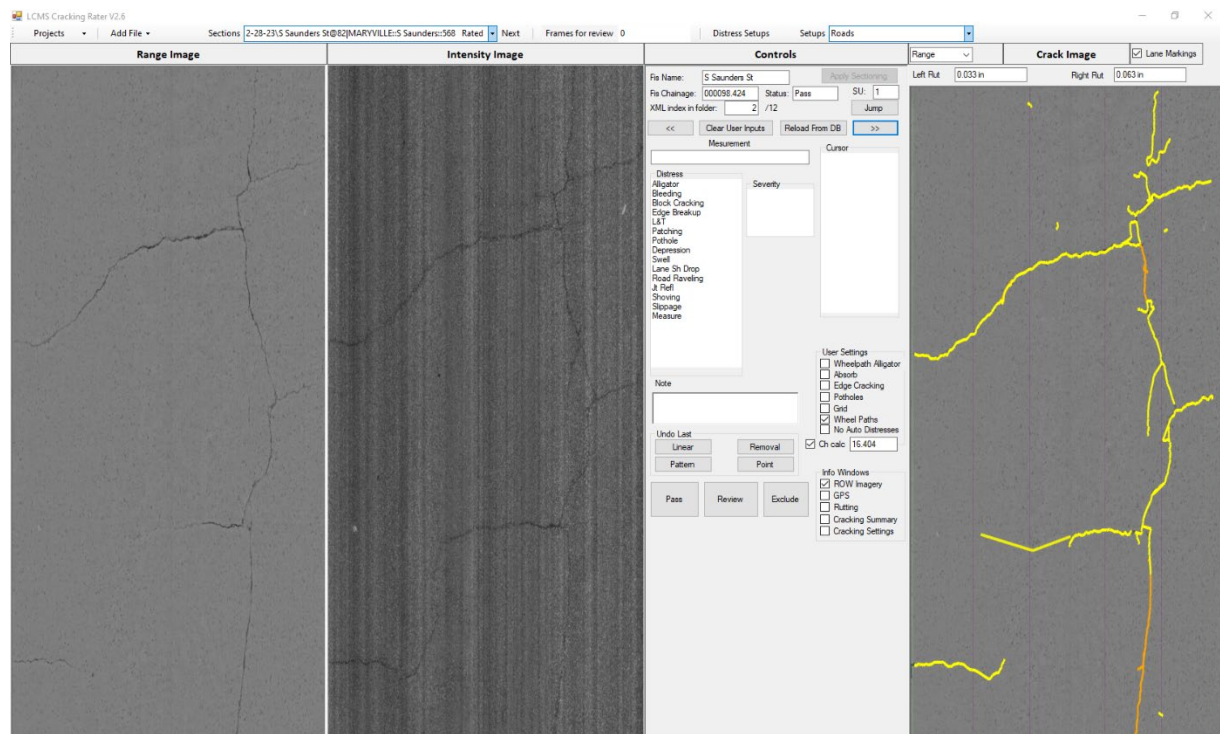 LCMS Cracking Rater V2.6
Projects Add File Sections 2-28-23\S Saunders St@82|MARYVILLE::S Saunders::568 Rated Next Frames for review 0 Distress Setups Setups Roads
Range Image Intensity Image Controls Range Crack Image Lane Markings
Left Rut 0.033 in Right Rut 0.063 in
Fis Name: S Saunders St Apply Sectioning
Fis Chainage: 000098.424 Status: Pass SU: 1
XML index in folder: 2 /12 Jump
<< Clear User Inputs Reload From DB >>
Mesurement
Cursor
Distress
Severity
Alligator
Bleeding
Block Cracking
Edge Breakup
L&T
Patching
Pothole
Depression
Swell
Lane Sh Drop
Road Raveling
Jt Refl
Shoving
Slippage
Measure
User Settings
Wheelpath Alligator
Absorb
Edge Cracking
Potholes
Grid
Wheel Paths
No Auto Distresses
Ch calc 16.404
Note
Undo Last
Linear Removal
Pattern Point
Pass Review Exclude
Info Windows
ROW Imagery
GPS
Rutting
Cracking Summary
Cracking Settings